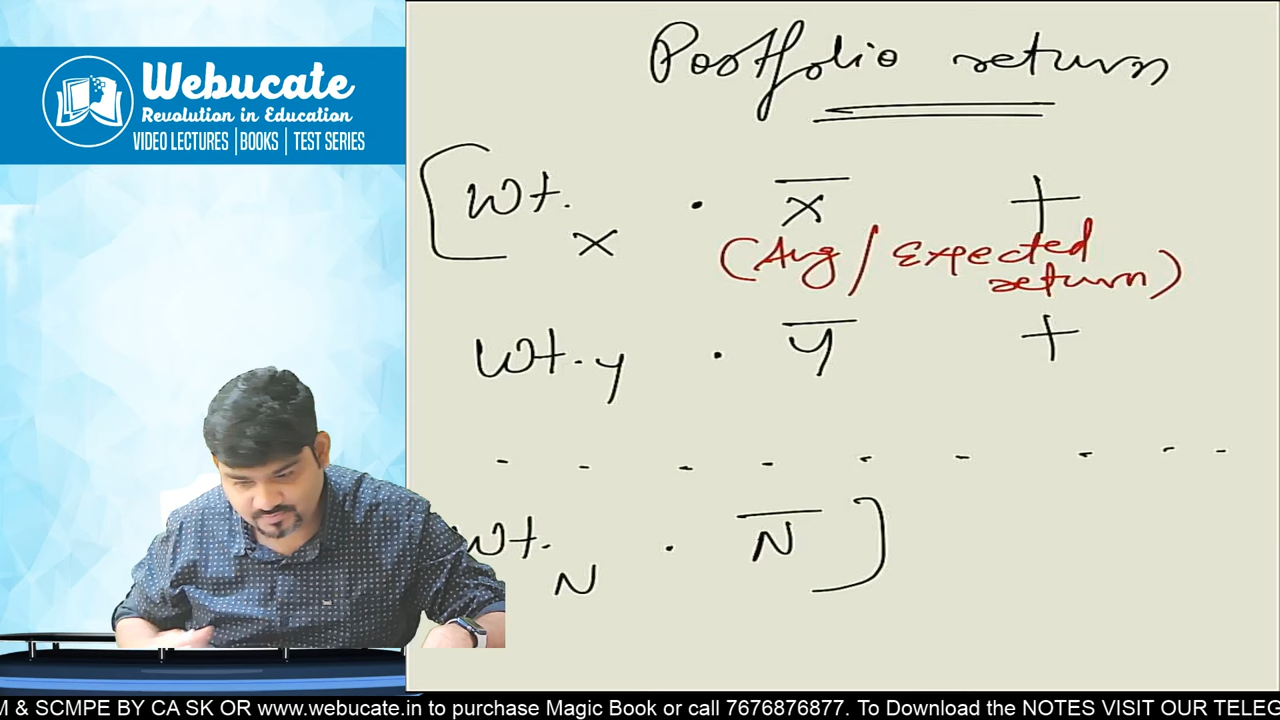 Webucate
Revolution in Education
VIDEO LECTURES | BOOKS | TEST SERIES
Portfolio return
[Wt. X . X̅ +
(Avg / Expected return)
Wt. y . y̅ +
. . . . . . . . .
Wt. N . N̅]
M & SCMPE BY CA SK OR www.webucate.in to purchase Magic Book or call 7676876877. To Download the NOTES VISIT OUR TELEG